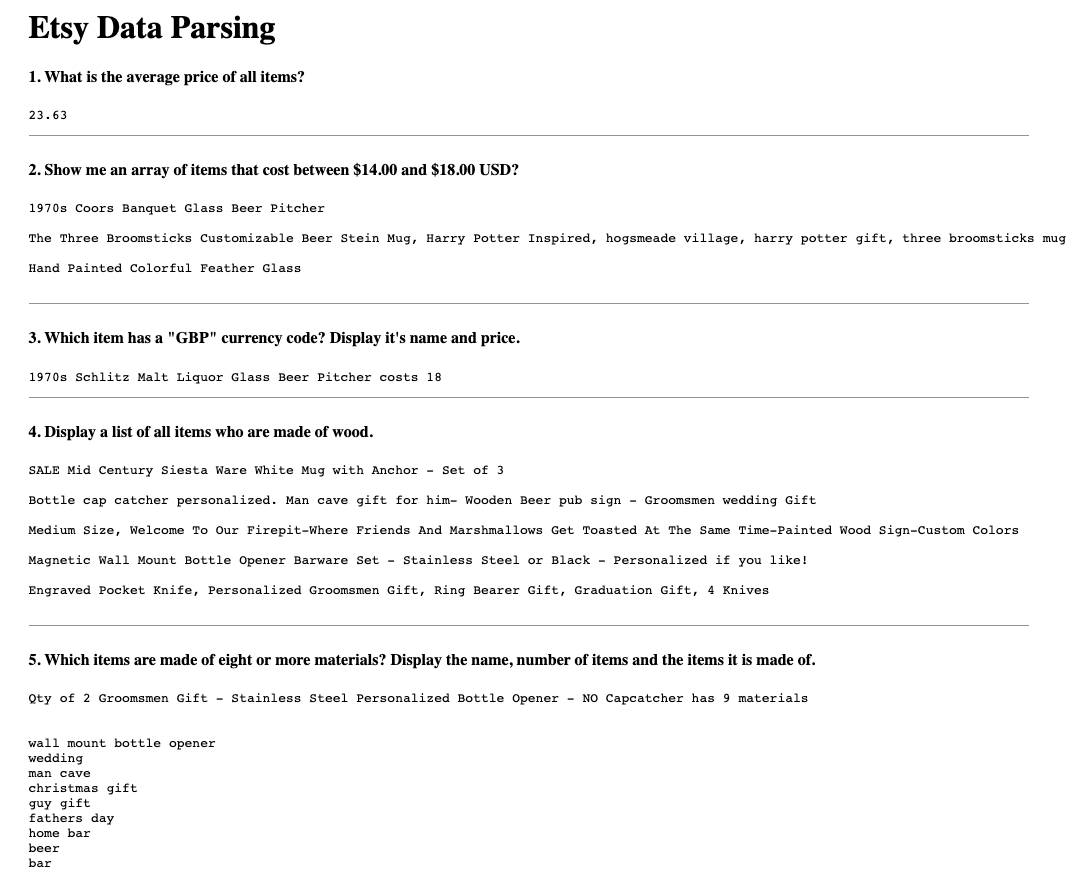 Etsy Data Parsing
1. What is the average price of all items?
23.63
2. Show me an array of items that cost between $14.00 and $18.00 USD?
1970s Coors Banquet Glass Beer Pitcher
The Three Broomsticks Customizable Beer Stein Mug, Harry Potter Inspired, hogsmeade village, harry potter gift, three broomsticks mug
Hand Painted Colorful Feather Glass
3. Which item has a "GBP" currency code? Display it's name and price.
1970s Schlitz Malt Liquor Glass Beer Pitcher costs 18
4. Display a list of all items who are made of wood.
SALE Mid Century Siesta Ware White Mug with Anchor - Set of 3
Bottle cap catcher personalized. Man cave gift for him- Wooden Beer pub sign - Groomsmen wedding Gift
Medium Size, Welcome To Our Firepit-Where Friends And Marshmallows Get Toasted At The Same Time-Painted Wood Sign-Custom Colors
Magnetic Wall Mount Bottle Opener Barware Set - Stainless Steel or Black - Personalized if you like!
Engraved Pocket Knife, Personalized Groomsmen Gift, Ring Bearer Gift, Graduation Gift, 4 Knives
5. Which items are made of eight or more materials? Display the name, number of items and the items it is made of.
Qty of 2 Groomsmen Gift - Stainless Steel Personalized Bottle Opener - NO Capcatcher has 9 materials
wall mount bottle opener
wedding
man cave
christmas gift
guy gift
fathers day
home bar
beer
bar